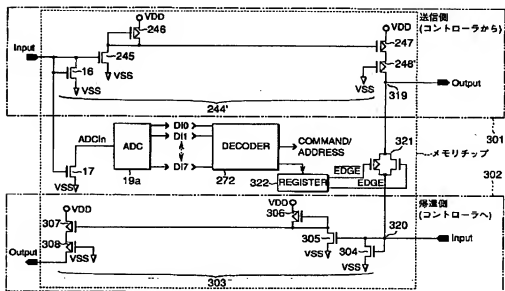 VDD
246
VDD
送信側
(コントローラから)
Input
247
16
245
248'
VSS
VSS
VSS
Output
244'
319
301
ADCin
ADC
DI0
DI1
DI7
DECODER
COMMAND/
ADDRESS
321
メモリチップ
17
VSS
19a
272
322
REGISTER
EDGE
EDGE
302
VDD
307
VDD
306
320
帰還側
(コントローラへ)
308
305
304
Input
Output
VSS
VSS
VSS
303